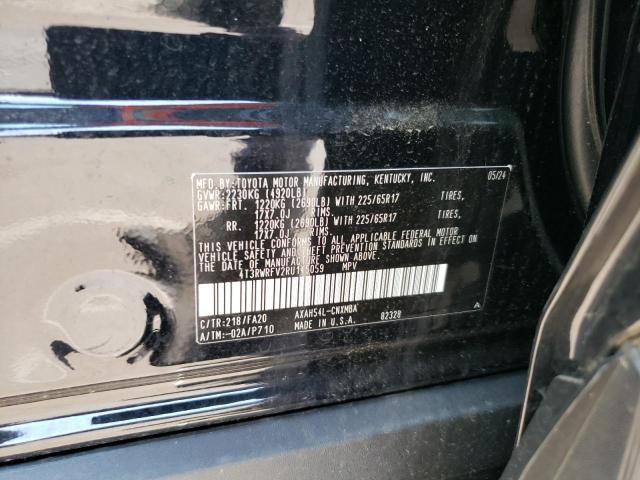 MFD.BY:TOYOTA MOTOR MANUFACTURING, KENTUCKY, INC. 05/24
GVWR:2230KG (4920LB)
GAWR:FRT. 1220KG (2690LB) WITH 225/65R17 TIRES,
17X7.0J RIMS.
RR. 1220KG (2690LB) WITH 225/65R17 TIRES,
17X7.0J RIMS.
THIS VEHICLE CONFORMS TO ALL APPLICABLE FEDERAL MOTOR
VEHICLE SAFETY AND THEFT PREVENTION STANDARDS IN
EFFECT ON THE DATE OF MANUFACTURE SHOWN ABOVE.
MPV
C/TR:218/FA20 AXAH54L-CNXMBA A
A/TM:-02A/P710 MADE IN U.S.A. 82328